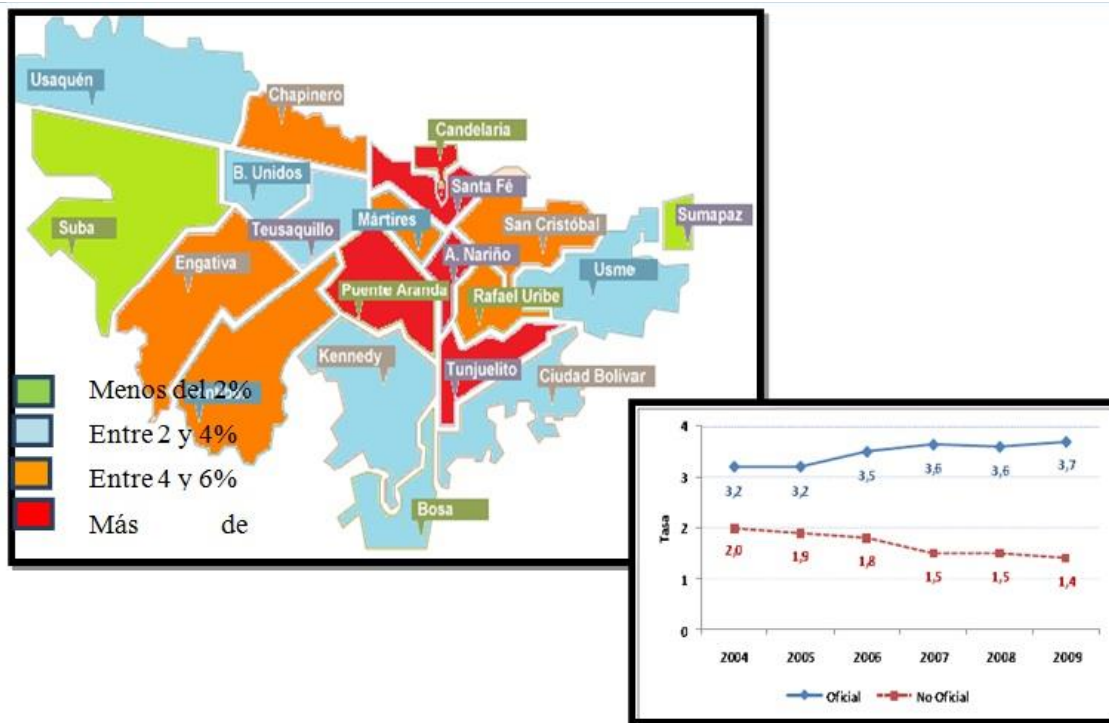 Usaquén
Chapinero
Candelaria
B. Unidos
Santa Fé
Suba
Teusaquillo
Mártires
San Cristóbal
Sumapaz
Engativa
A. Nariño
Usme
Puente Aranda
Rafael Uribe
Kennedy
Tunjuelito
Ciudad Bolivar
Bosa
Menos del 2%
Entre 2 y 4%
Entre 4 y 6%
Más de
Tasa
4
3
2
1
0
3,2
3,2
3,5
3,6
3,6
3,7
2,0
1,9
1,8
1,5
1,5
1,4
2004 2005 2006 2007 2008 2009
Oficial No Oficial